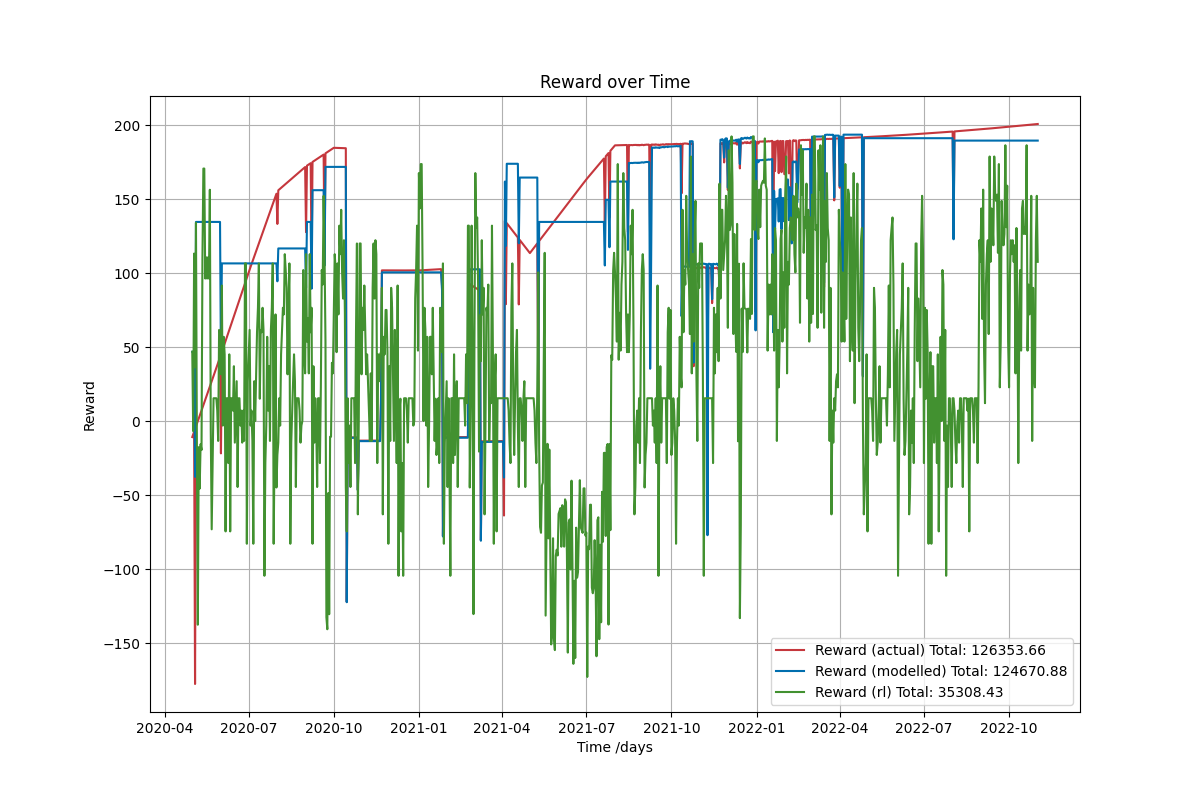 Reward over Time
200
150
100
50
0
−50
−100
−150
Reward
2020-04 2020-07 2020-10 2021-01 2021-04 2021-07 2021-10 2022-01 2022-04 2022-07 2022-10
Time /days
Reward (actual) Total: 126353.66
Reward (modelled) Total: 124670.88
Reward (rl) Total: 35308.43